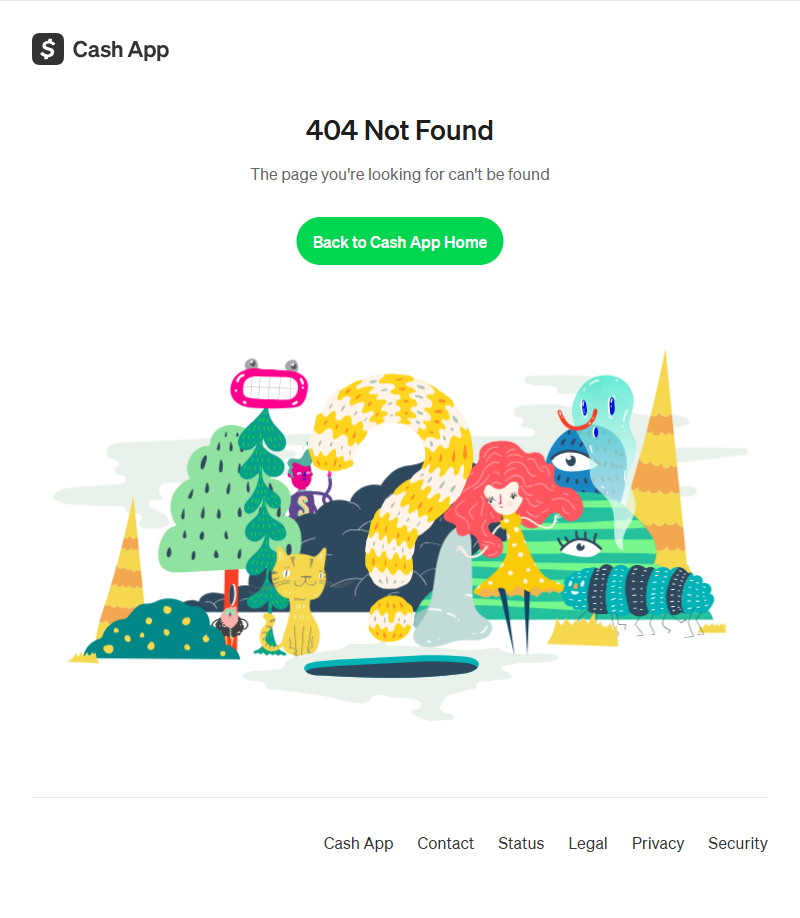 Cash App
404 Not Found
The page you're looking for can't be found
Back to Cash App Home
Cash App Contact Status Legal Privacy Security